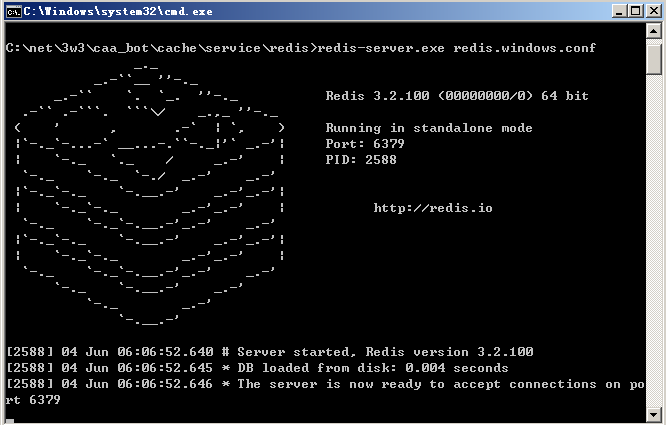 C:\Windows\system32\cmd.exe
C:\net\3w3\caa_bot\cache\service\redis>redis-server.exe redis.windows.conf
Redis 3.2.100 (00000000/0) 64 bit
Running in standalone mode
Port: 6379
PID: 2588
http://redis.io
[2588] 04 Jun 06:06:52.640 # Server started, Redis version 3.2.100
[2588] 04 Jun 06:06:52.645 * DB loaded from disk: 0.004 seconds
[2588] 04 Jun 06:06:52.646 * The server is now ready to accept connections on po
rt 6379